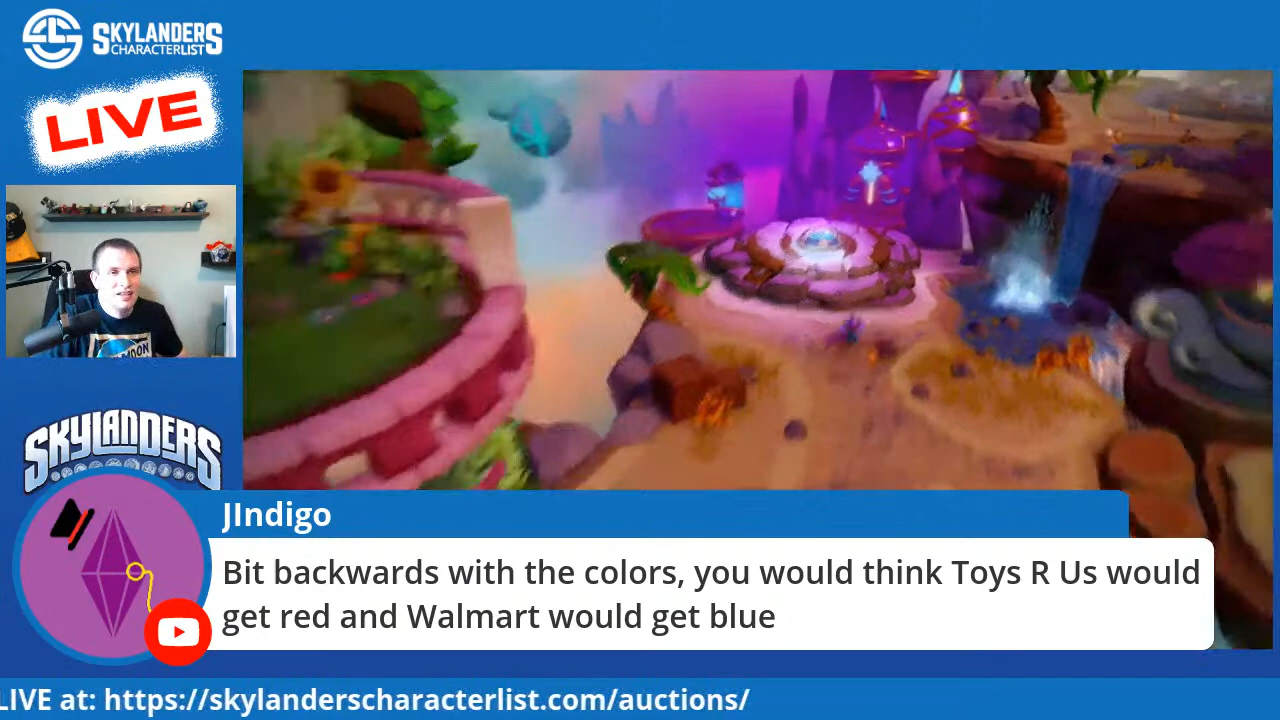 SKYLANDERS
CHARACTERLIST
LIVE
SKYLANDERS
JIndigo
Bit backwards with the colors, you would think Toys R Us would
get red and Walmart would get blue
LIVE at: https://skylanderscharacterlist.com/auctions/